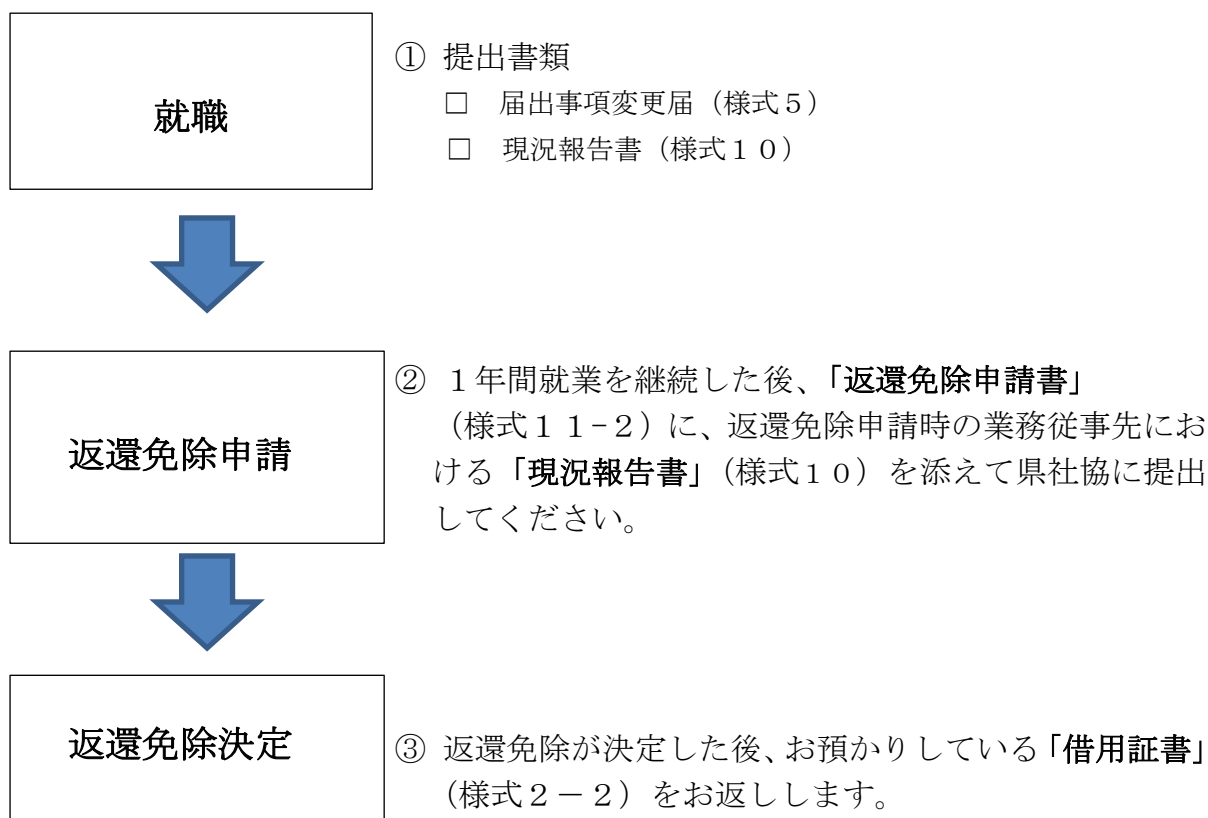 就職
① 提出書類
□ 届出事項変更届（様式５）
□ 現況報告書（様式１０）
返還免除申請
② １年間就業を継続した後、「返還免除申請書」
（様式１１-２）に、返還免除申請時の業務従事先にお
ける「現況報告書」（様式１０）を添えて県社協に提出
してください。
返還免除決定
③ 返還免除が決定した後、お預かりしている「借用証書」
（様式２－２）をお返しします。